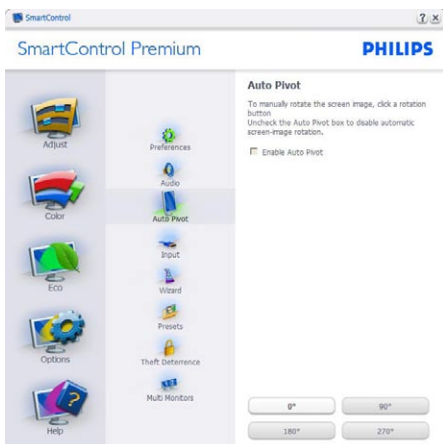 SmartControl
SmartControl Premium
PHILIPS
Adjust
Color
Eco
Options
Help
Preferences
Audio
Auto Pivot
Input
Wizard
Presets
Theft Deterrence
Multi Monitors
Auto Pivot
To manually rotate the screen image, click a rotation
button
Uncheck the Auto Pivot box to disable automatic
screen-image rotation.
Enable Auto Pivot
0°
90°
180°
270°